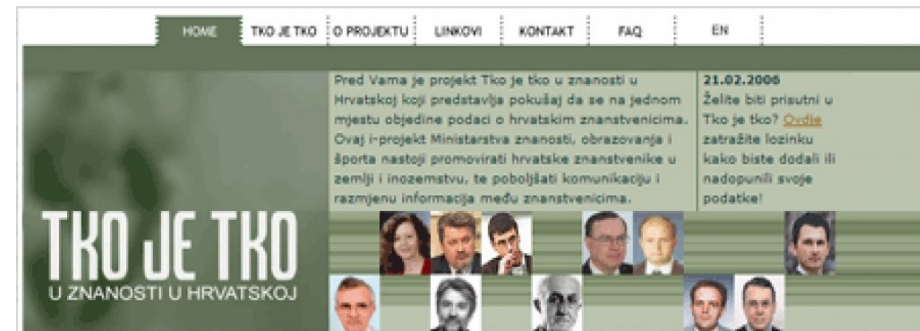 HOME TKO JE TKO O PROJEKTU LINKOVI KONTAKT FAQ EN
Pred Vama je projekt Tko je tko u znanosti u
Hrvatskoj koji predstavlja pokušaj da se na jednom
mjestu objedine podaci o hrvatskim znanstvenicima.
Ovaj i-projekt Ministarstva znanosti, obrazovanja i
športa nastoji promovirati hrvatske znanstvenike u
zemlji i inozemstvu, te poboljšati komunikaciju i
razmjenu informacija među znanstvenicima.
21.02.2006
Želite biti prisutni u
Tko je tko? Ovdje
zatražite lozinku
kako biste dodali ili
nadopunili svoje
podatke!
TKO JE TKO
U ZNANOSTI U HRVATSKOJ